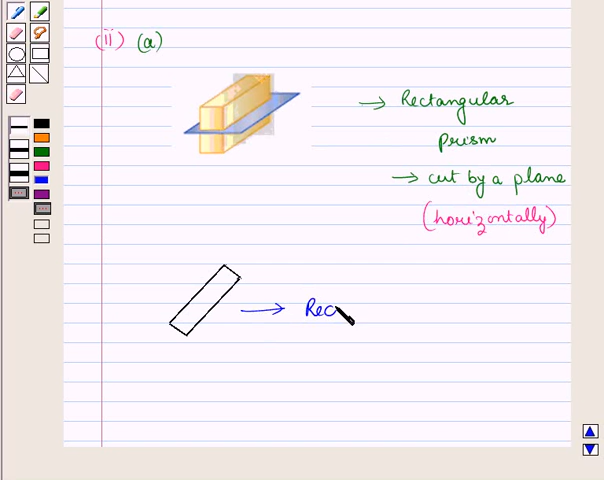 (ii) (a)
→ Rectangular
prism
→ cut by a plane
(horizontally)
→ Rec